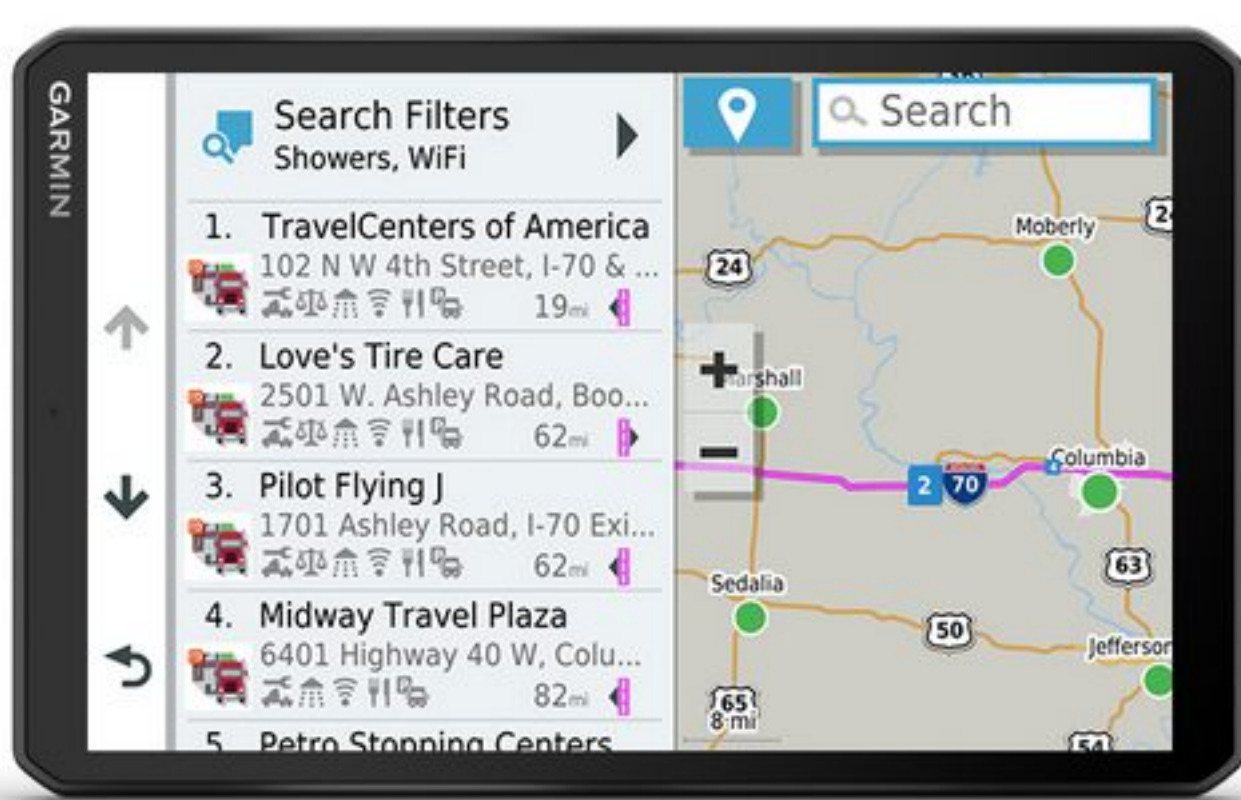 GARMIN
Search Filters
Showers, WiFi
1. TravelCenters of America
102 N W 4th Street, I-70 & ...
19mi
2. Love's Tire Care
2501 W. Ashley Road, Boo...
62mi
3. Pilot Flying J
1701 Ashley Road, I-70 Exi...
62mi
4. Midway Travel Plaza
6401 Highway 40 W, Colu...
82mi
5. Petro Stopping Centers
Search
Moberly
24
24
+
arshall
−
Columbia
2
70
63
Sedalia
50
Jefferson
65
8 mi
54